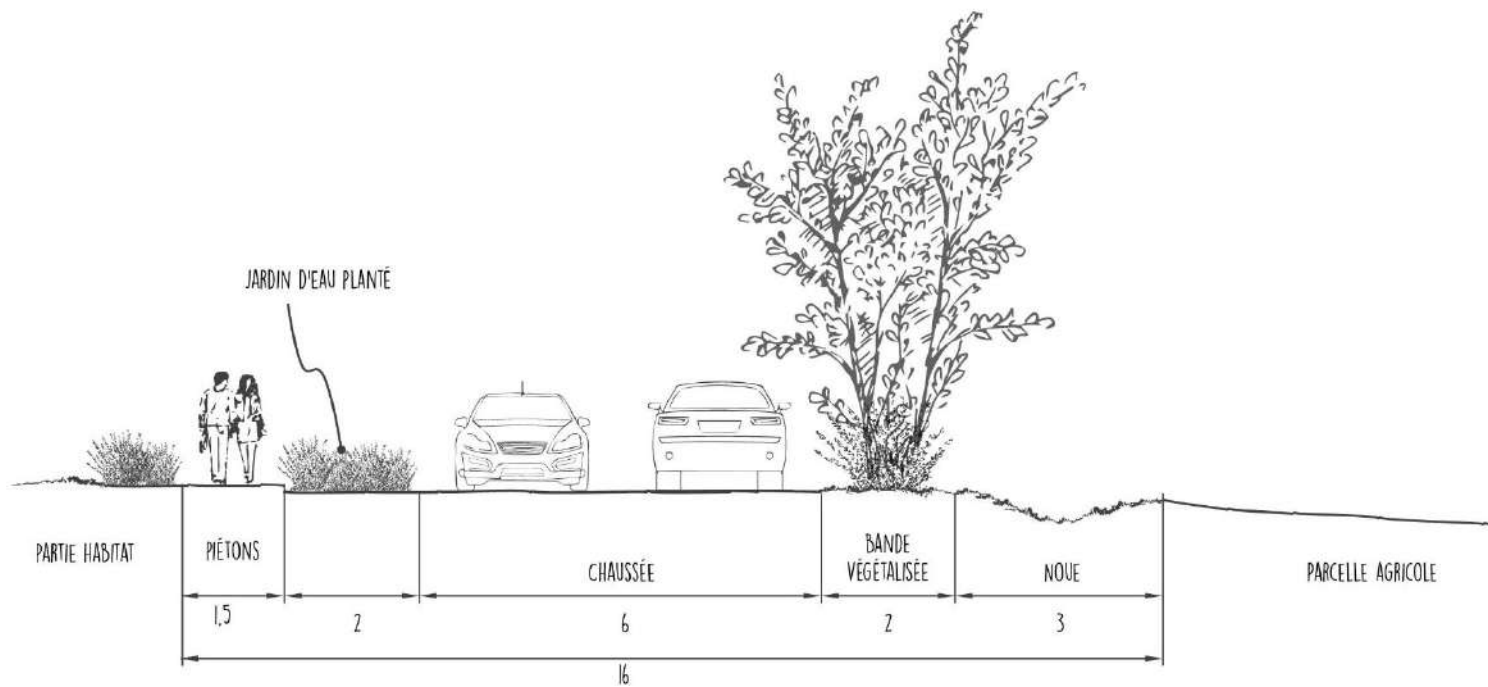 JARDIN D'EAU PLANTÉ
PARTIE HABITAT
PIÉTONS
CHAUSSÉE
BANDE
VÉGÉTALISÉE
NOUE
PARCELLE AGRICOLE
1,5
2
6
2
3
16